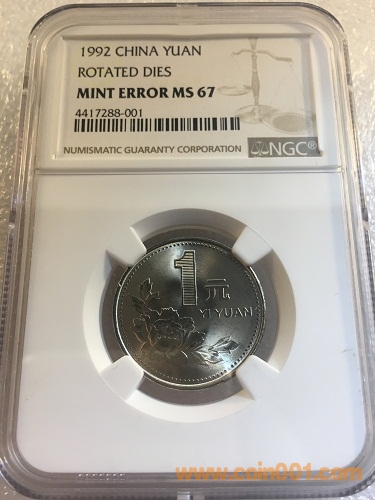 1992 CHINA YUAN
ROTATED DIES
MINT ERROR MS 67
4417288-001
NUMISMATIC GUARANTY CORPORATION
NGC®
1元
YI YUAN
www.coin001.com